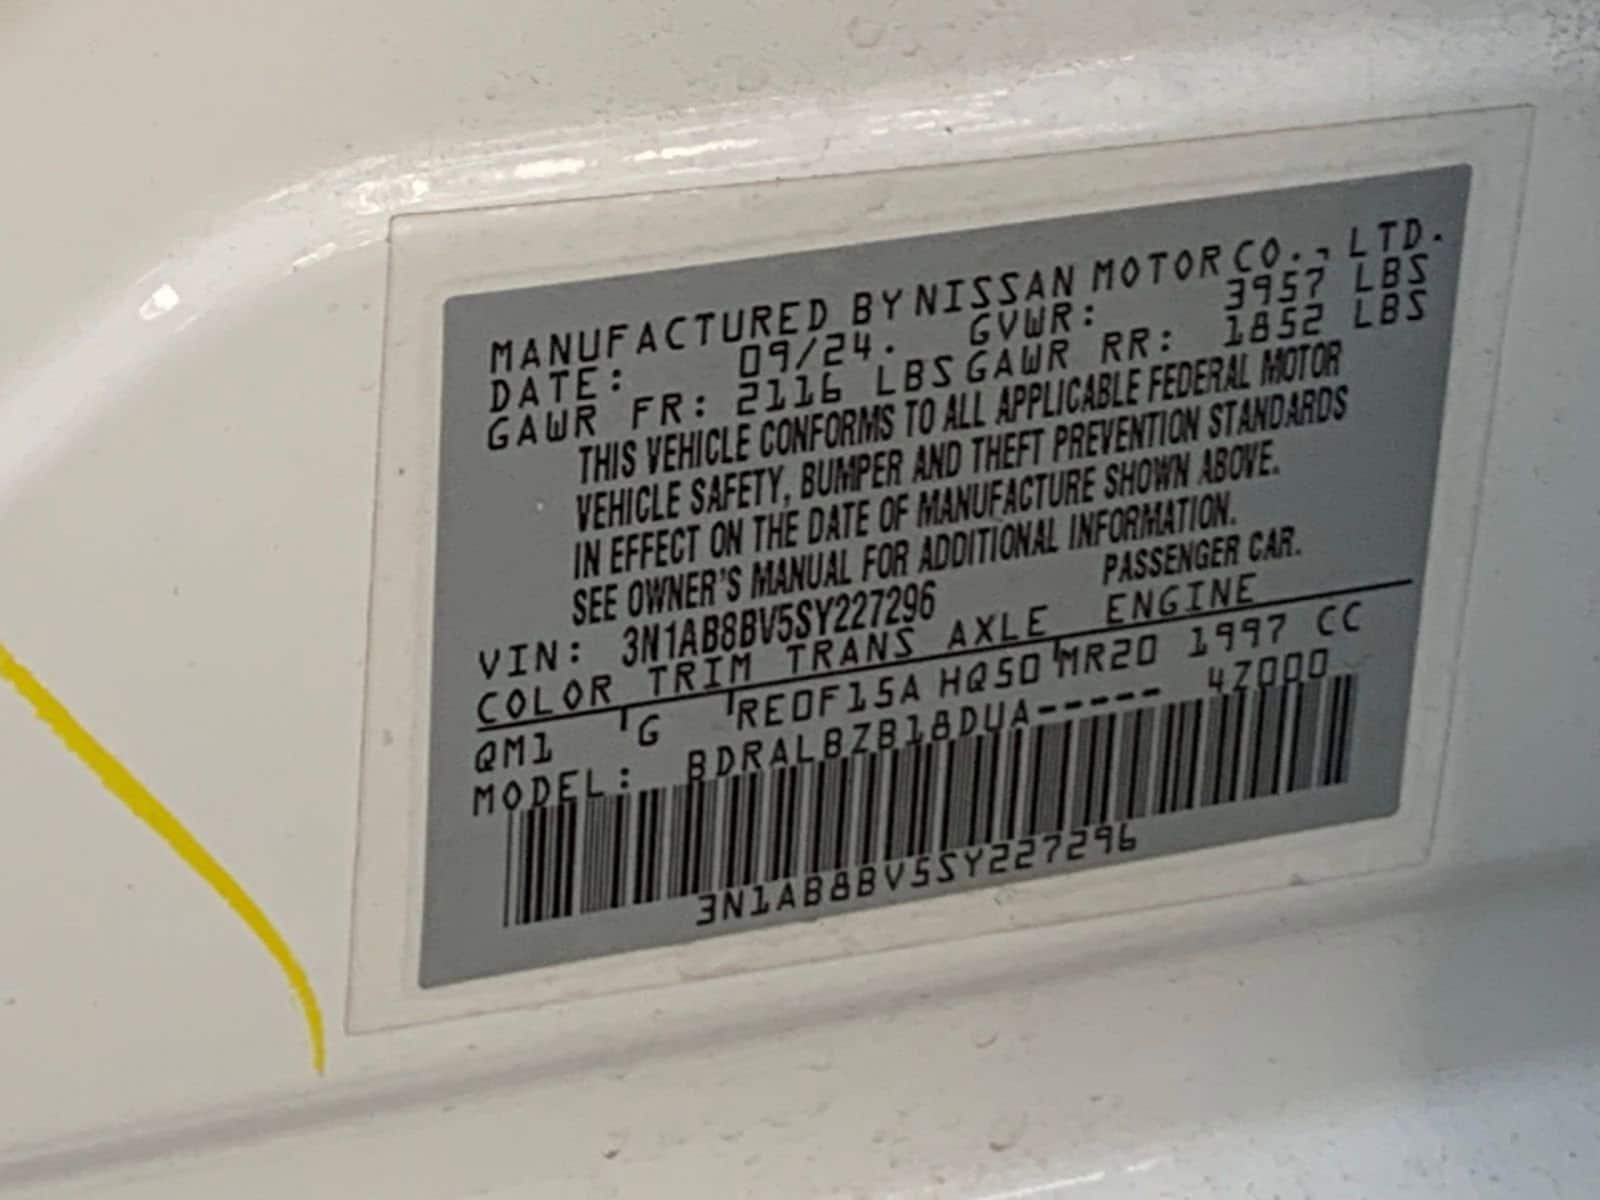 MANUFACTURED BY NISSAN MOTOR CO., LTD.
DATE: 09/24. GVWR: 3957 LBS
GAWR FR: 2116 LBS GAWR RR: 1852 LBS
THIS VEHICLE CONFORMS TO ALL APPLICABLE FEDERAL MOTOR
VEHICLE SAFETY, BUMPER AND THEFT PREVENTION STANDARDS
IN EFFECT ON THE DATE OF MANUFACTURE SHOWN ABOVE.
SEE OWNER'S MANUAL FOR ADDITIONAL INFORMATION.
VIN: 3N1AB8BV5SY227296 PASSENGER CAR.
COLOR TRIM TRANS AXLE ENGINE
QM1 G RE0F15A HQ50 MR20 1997 CC
MODEL: BDRALBZB18DUA----- 4Z000
3N1AB8BV5SY227296